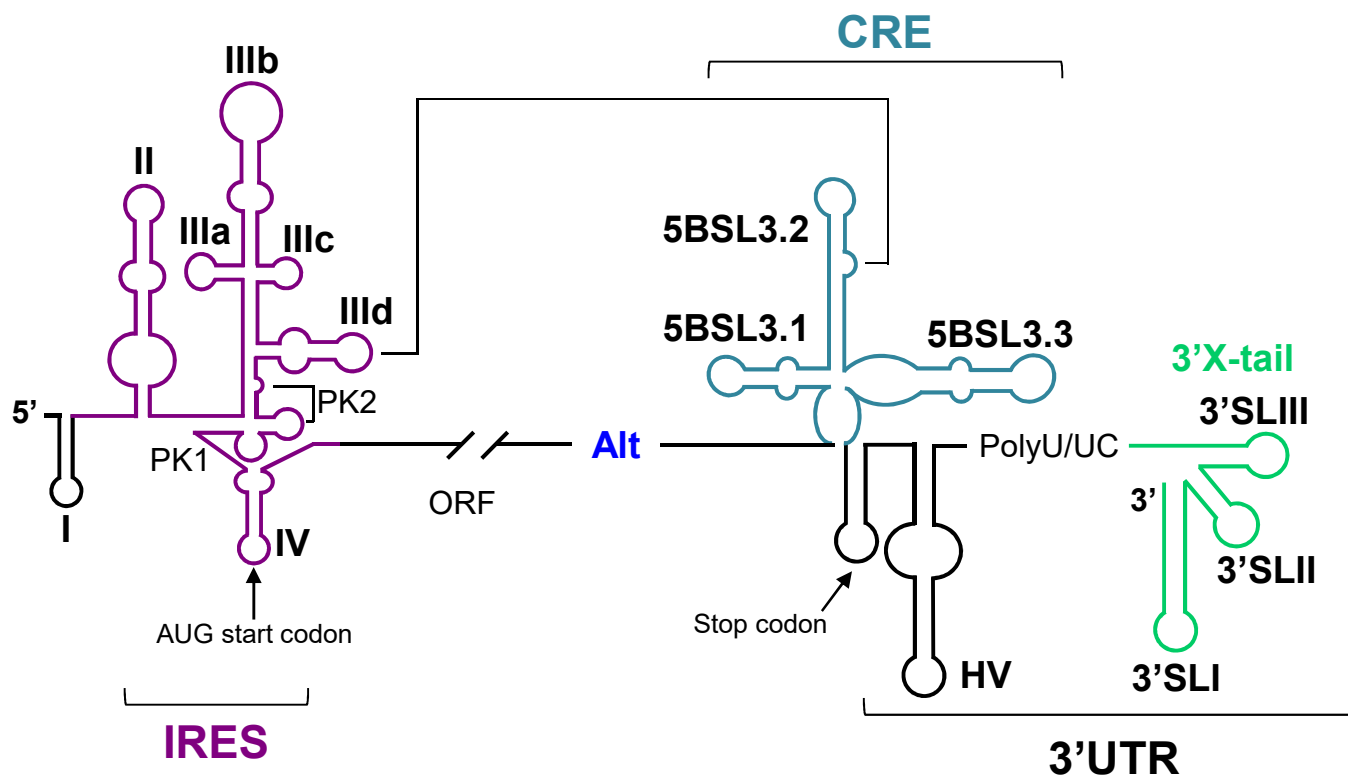 CRE
IIIb
II
IIIa
IIIc
5BSL3.2
IIId
5BSL3.1
5BSL3.3
3’X-tail
5’
PK2
3’SLIII
PK1
Alt
PolyU/UC
ORF
3’
I
IV
3’SLII
AUG start codon
Stop codon
HV
3’SLI
IRES
3’UTR